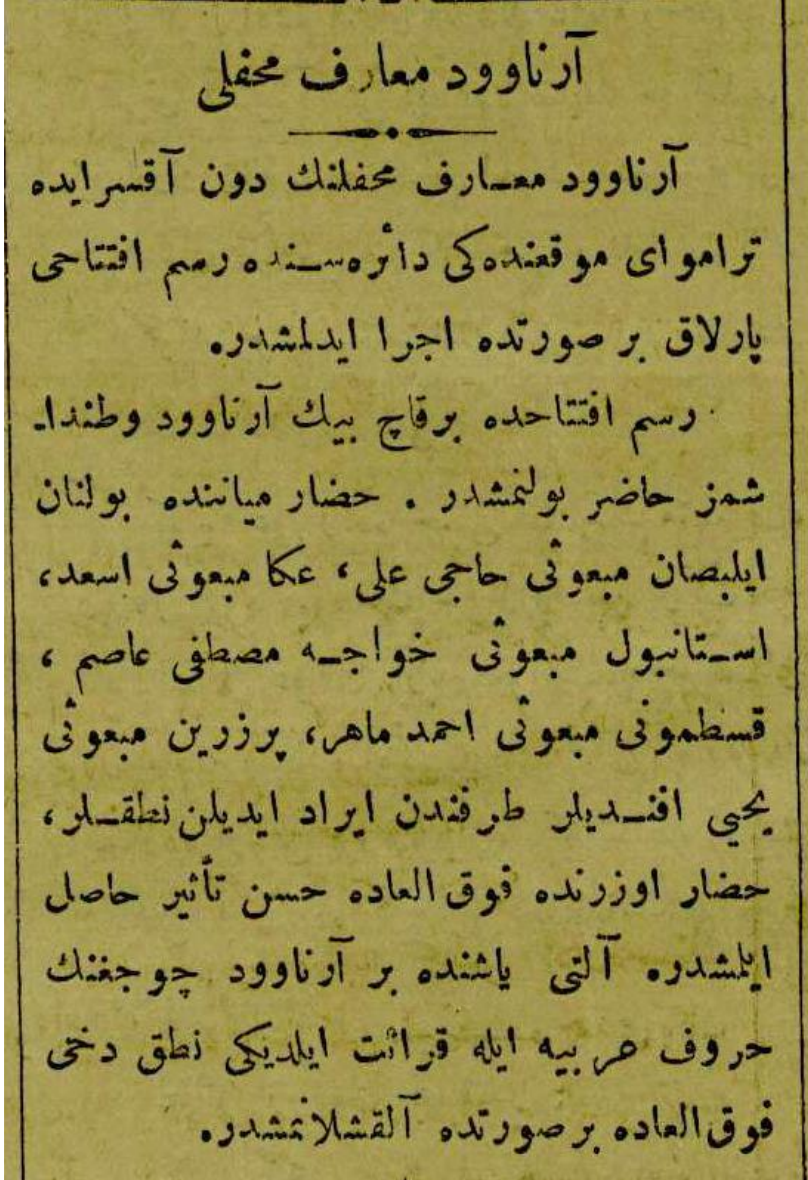 آرناوود معارف محفلی
آرناوود معارف محفلنك دون آقسرایده
تراموای موقعنده‌كی دائره‌سنده رسم افتتاحی
پارلاق بر صورتده اجرا ایدلمشدر.
رسم افتتاحده برقاچ بیك آرناوود وطندا-
شمز حاضر بولنمشدر . حضار میاننده بولنان
ایلبصان مبعوثی حاجی علی، عكا مبعوثی اسعد،
استانبول مبعوثی خواجه مصطفی عاصم ،
قسطمونی مبعوثی احمد ماهر، پرزرین مبعوثی
یحیی افندیلر طرفندن ایراد ایدیلن نطقلر،
حضار اوزرنده فوق العاده حسن تأثیر حاصل
ایلمشدر. آلتی یاشنده بر آرناوود چوجغنك
حروف عربیه ایله قرائت ایلدیكی نطق دخی
فوق العاده بر صورتده آلقشلانمشدر.